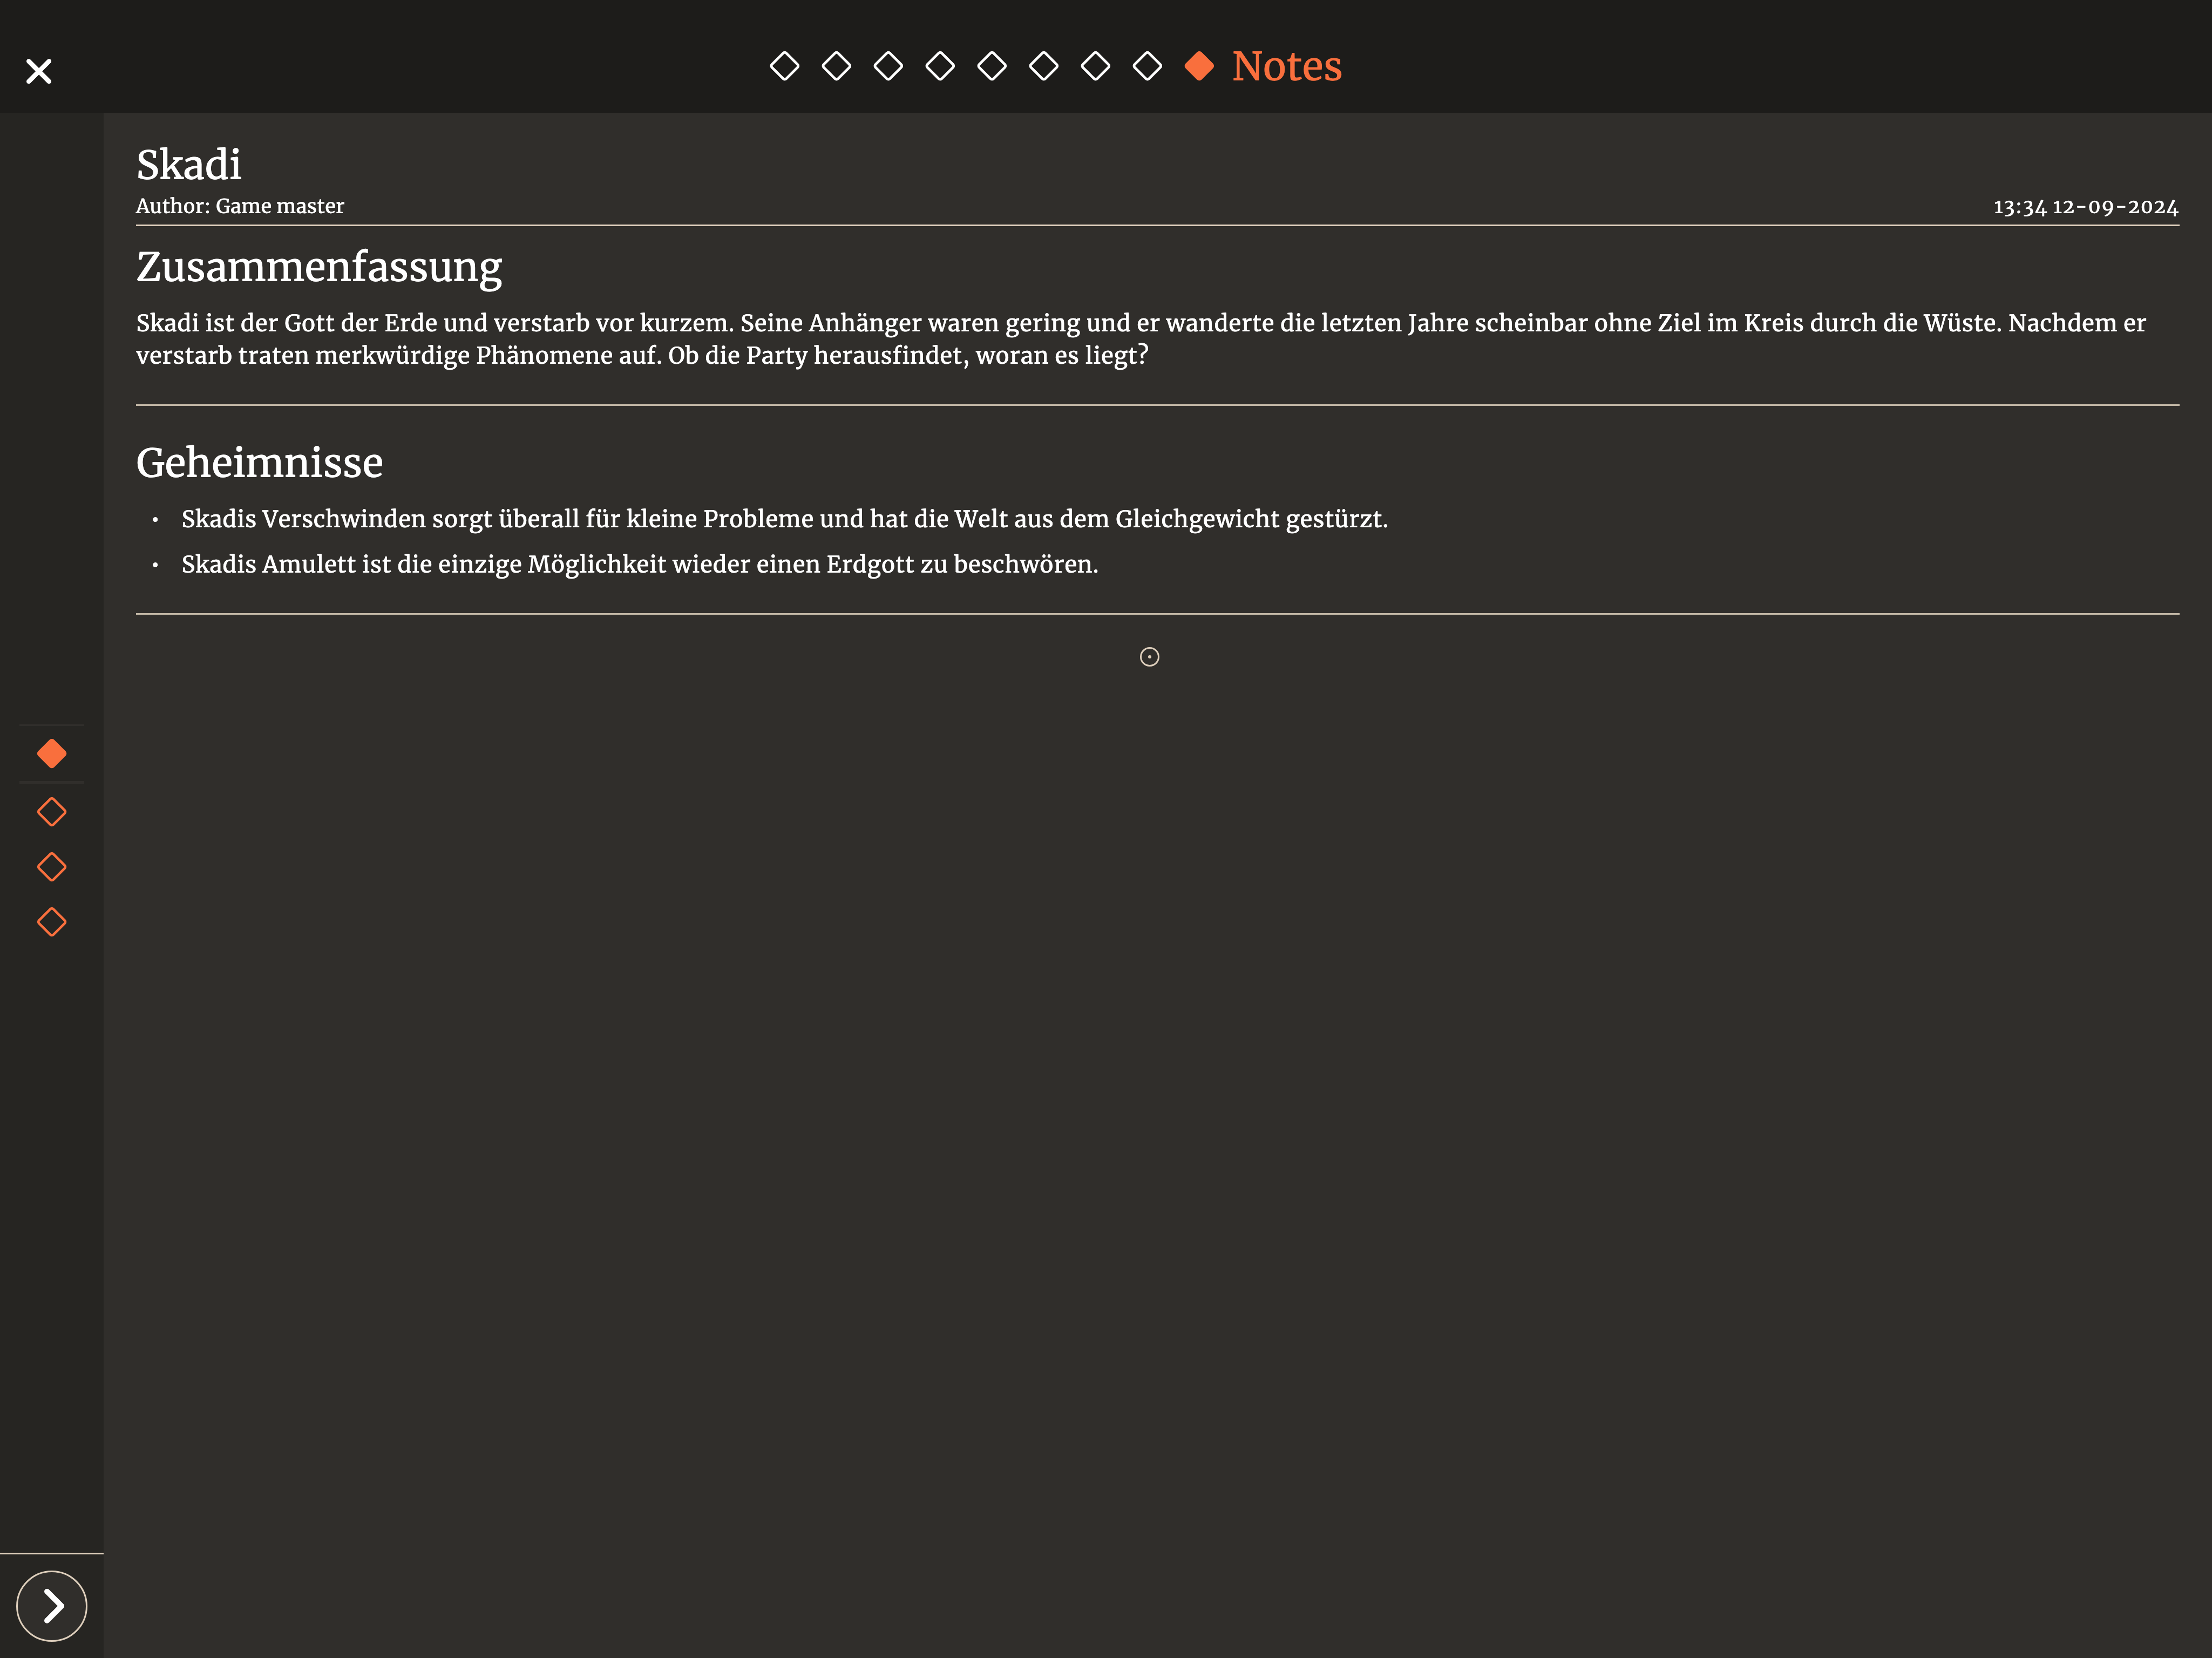 Notes
Skadi
Author: Game master
13:34 12-09-2024
Zusammenfassung
Skadi ist der Gott der Erde und verstarb vor kurzem. Seine Anhänger waren gering und er wanderte die letzten Jahre scheinbar ohne Ziel im Kreis durch die Wüste. Nachdem er
verstarb traten merkwürdige Phänomene auf. Ob die Party herausfindet, woran es liegt?
Geheimnisse
• Skadis Verschwinden sorgt überall für kleine Probleme und hat die Welt aus dem Gleichgewicht gestürzt.
• Skadis Amulett ist die einzige Möglichkeit wieder einen Erdgott zu beschwören.